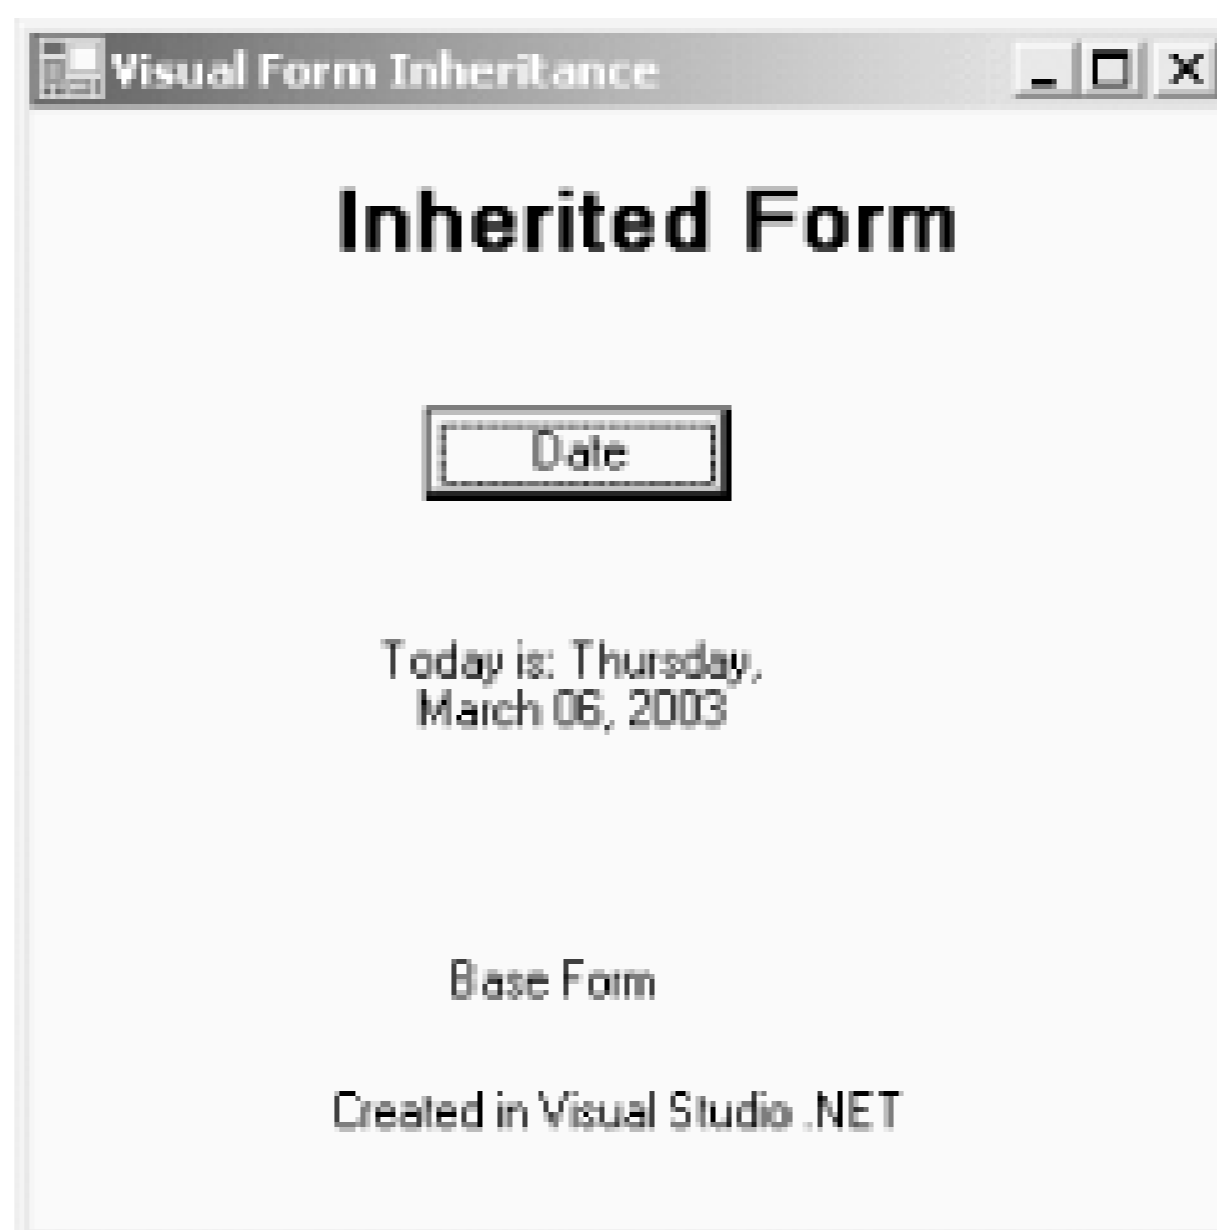 Visual Form Inheritance
Inherited Form
Date
Today is: Thursday,
March 06, 2003
Base Form
Created in Visual Studio .NET